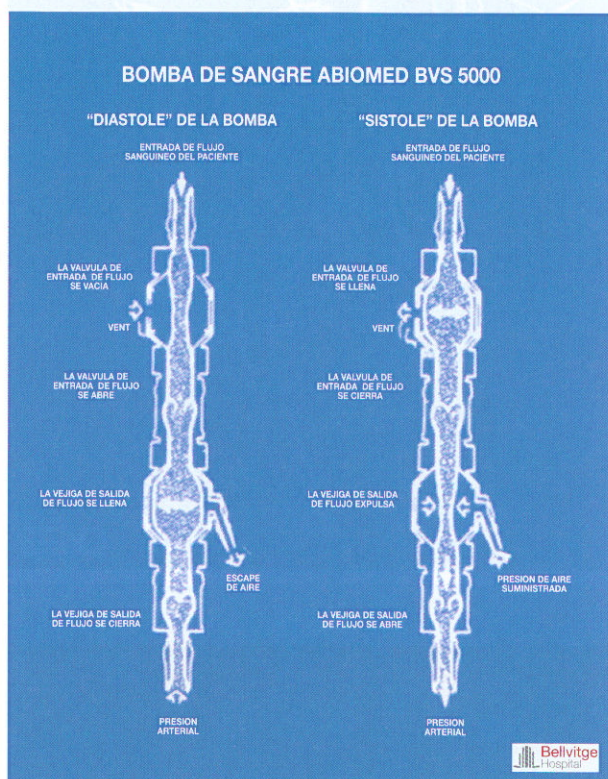 BOMBA DE SANGRE ABIOMED BVS 5000
"DIASTOLE" DE LA BOMBA
ENTRADA DE FLUJO
SANGUINEO DEL PACIENTE
LA VALVULA DE
ENTRADA DE FLUJO
SE VACIA
VENT
LA VALVULA DE
ENTRADA DE FLUJO
SE ABRE
LA VEJIGA DE SALIDA
DE FLUJO SE LLENA
ESCAPE
DE AIRE
LA VEJIGA DE SALIDA
DE FLUJO SE CIERRA
PRESION
ARTERIAL
"SISTOLE" DE LA BOMBA
ENTRADA DE FLUJO
SANGUINEO DEL PACIENTE
LA VALVULA DE
ENTRADA DE FLUJO
SE LLENA
VENT
LA VALVULA DE
ENTRADA DE FLUJO
SE CIERRA
LA VEJIGA DE SALIDA
DE FLUJO EXPULSA
PRESION DE AIRE
SUMINISTRADA
LA VEJIGA DE SALIDA
DE FLUJO SE ABRE
PRESION
ARTERIAL
Bellvitge
Hospital